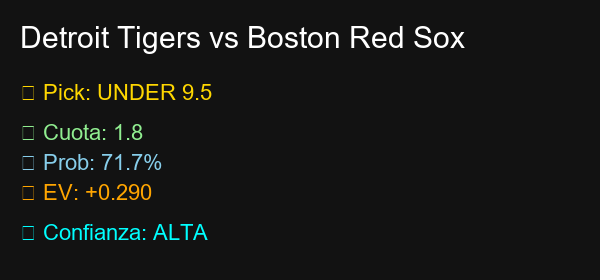 Detroit Tigers vs Boston Red Sox
Pick: UNDER 9.5
Cuota: 1.8
Prob: 71.7%
EV: +0.290
Confianza: ALTA